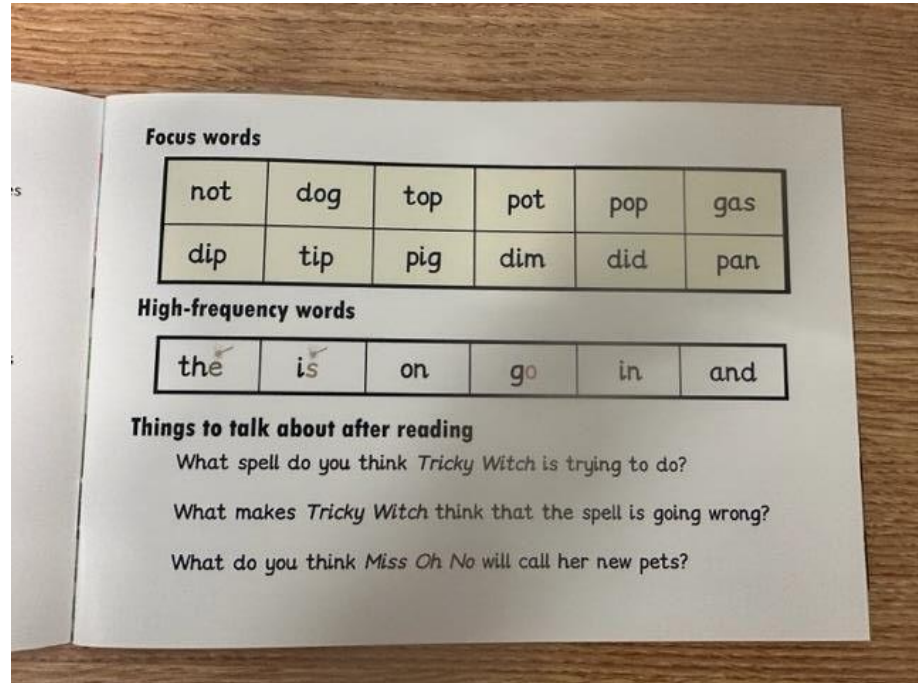 Focus words
not dog top pot pop gas
dip tip pig dim did pan
High-frequency words
the is on go in and
Things to talk about after reading
What spell do you think Tricky Witch is trying to do?
What makes Tricky Witch think that the spell is going wrong?
What do you think Miss Oh No will call her new pets?